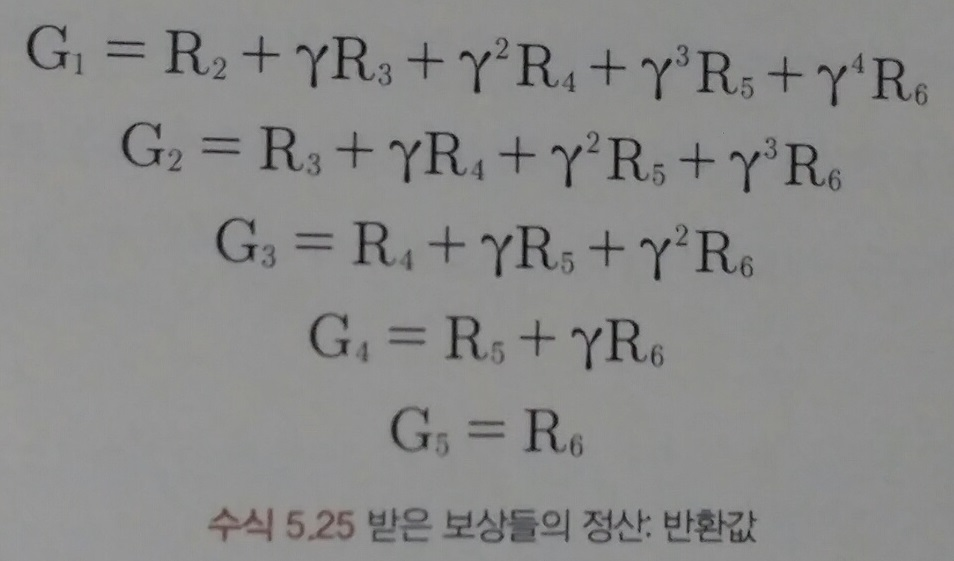 G₁ = R₂ + γR₃ + γ²R₄ + γ³R₅ + γ⁴R₆
G₂ = R₃ + γR₄ + γ²R₅ + γ³R₆
G₃ = R₄ + γR₅ + γ²R₆
G₄ = R₅ + γR₆
G₅ = R₆
수식 5.25 받은 보상들의 정산: 반환값